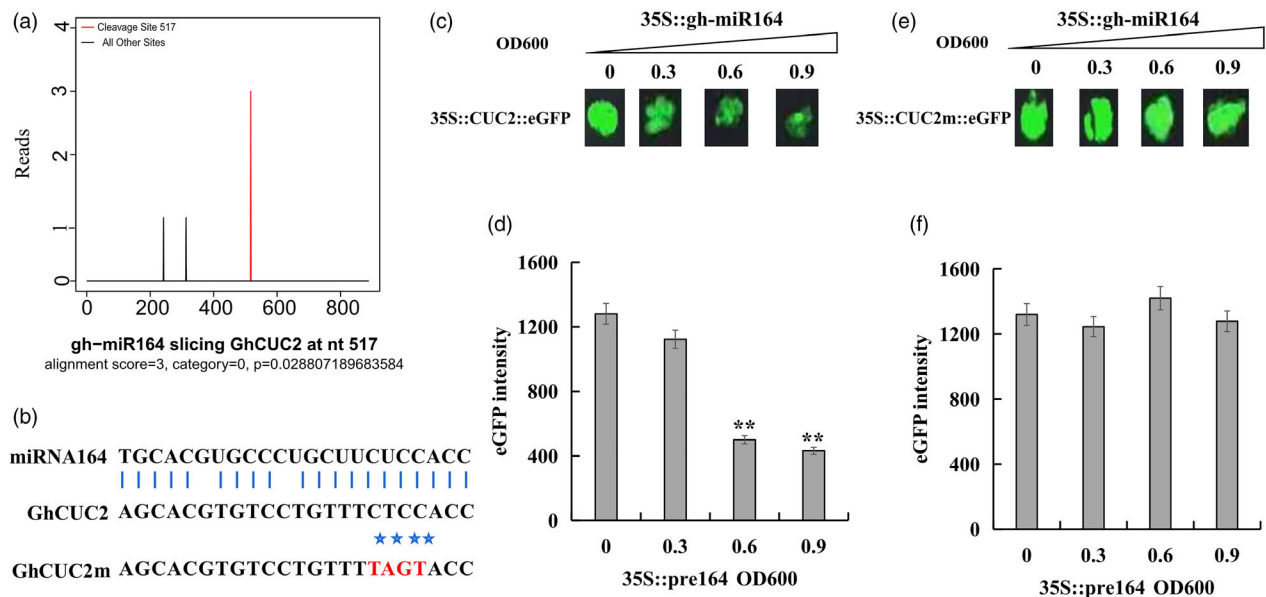 (a)
Cleavage Site 517
All Other Sites
Reads
4
3
2
1
0
0 200 400 600 800
gh−miR164 slicing GhCUC2 at nt 517
alignment score=3, category=0, p=0.028807189683584
(b)
miRNA164 TGCACGUGCCCUGCUUCUCCACC
GhCUC2 AGCACGTGTCCTGTTTCTCCACC
GhCUC2m AGCACGTGTCCTGTTTTAGTACC
(c)
35S::gh-miR164
OD600
0 0.3 0.6 0.9
35S::CUC2::eGFP
(d)
eGFP intensity
1600
1200
800
400
0
** **
0 0.3 0.6 0.9
35S::pre164 OD600
(e)
35S::gh-miR164
OD600
0 0.3 0.6 0.9
35S::CUC2m::eGFP
(f)
eGFP intensity
1600
1200
800
400
0
0 0.3 0.6 0.9
35S::pre164 OD600